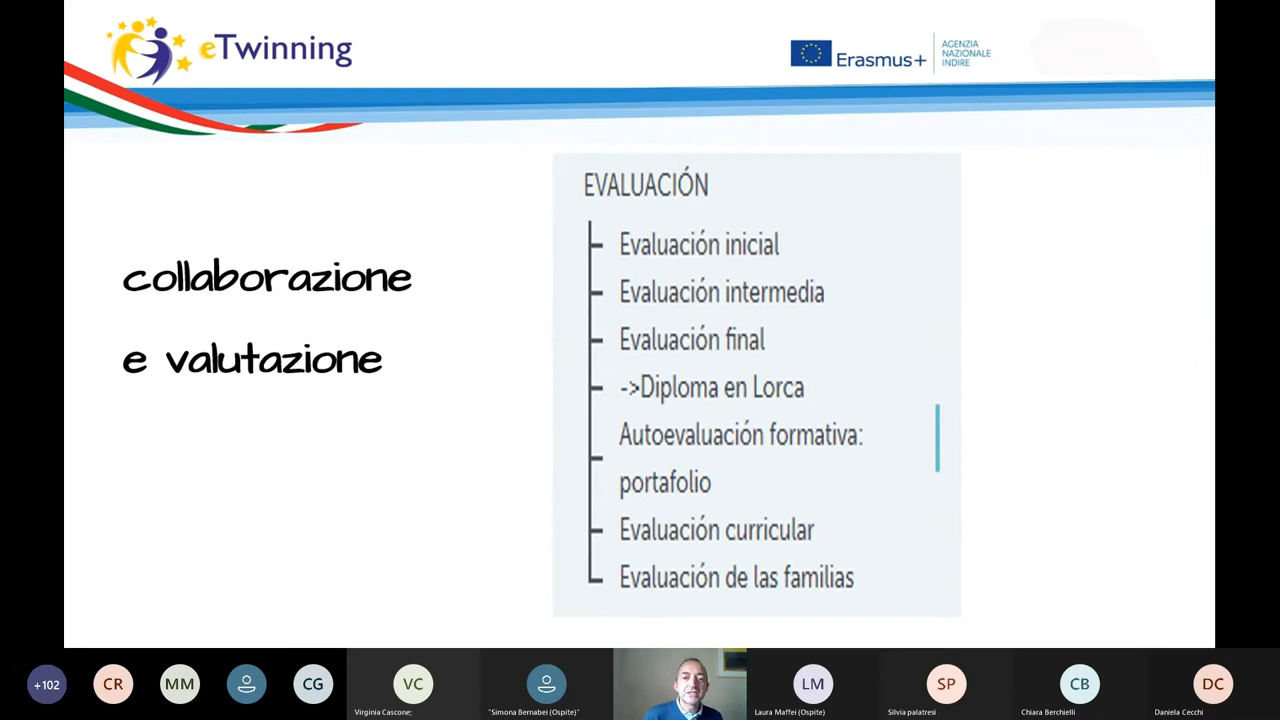 eTwinning
Erasmus+
AGENZIA
NAZIONALE
INDIRE
collaborazione
e valutazione
EVALUACIÓN
Evaluación inicial
Evaluación intermedia
Evaluación final
->Diploma en Lorca
Autoevaluación formativa:
portafolio
Evaluación curricular
Evaluación de las familias
+102
CR
MM
CG
VC
LM
SP
CB
DC
Virginia Cascone;
"Simona Bernabei (Ospite)"
Laura Maffei (Ospite)
Silvia palatresi
Chiara Berchielli
Daniela Cecchi